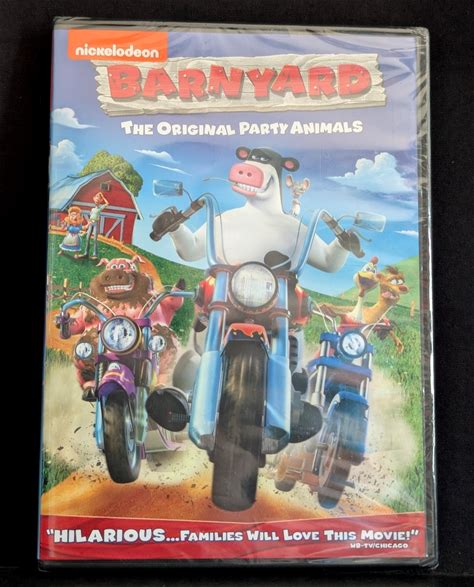 nickelodeon
BARNYARD
THE ORIGINAL PARTY ANIMALS
"HILARIOUS...FAMILIES WILL LOVE THIS MOVIE!"
WB-TV/CHICAGO